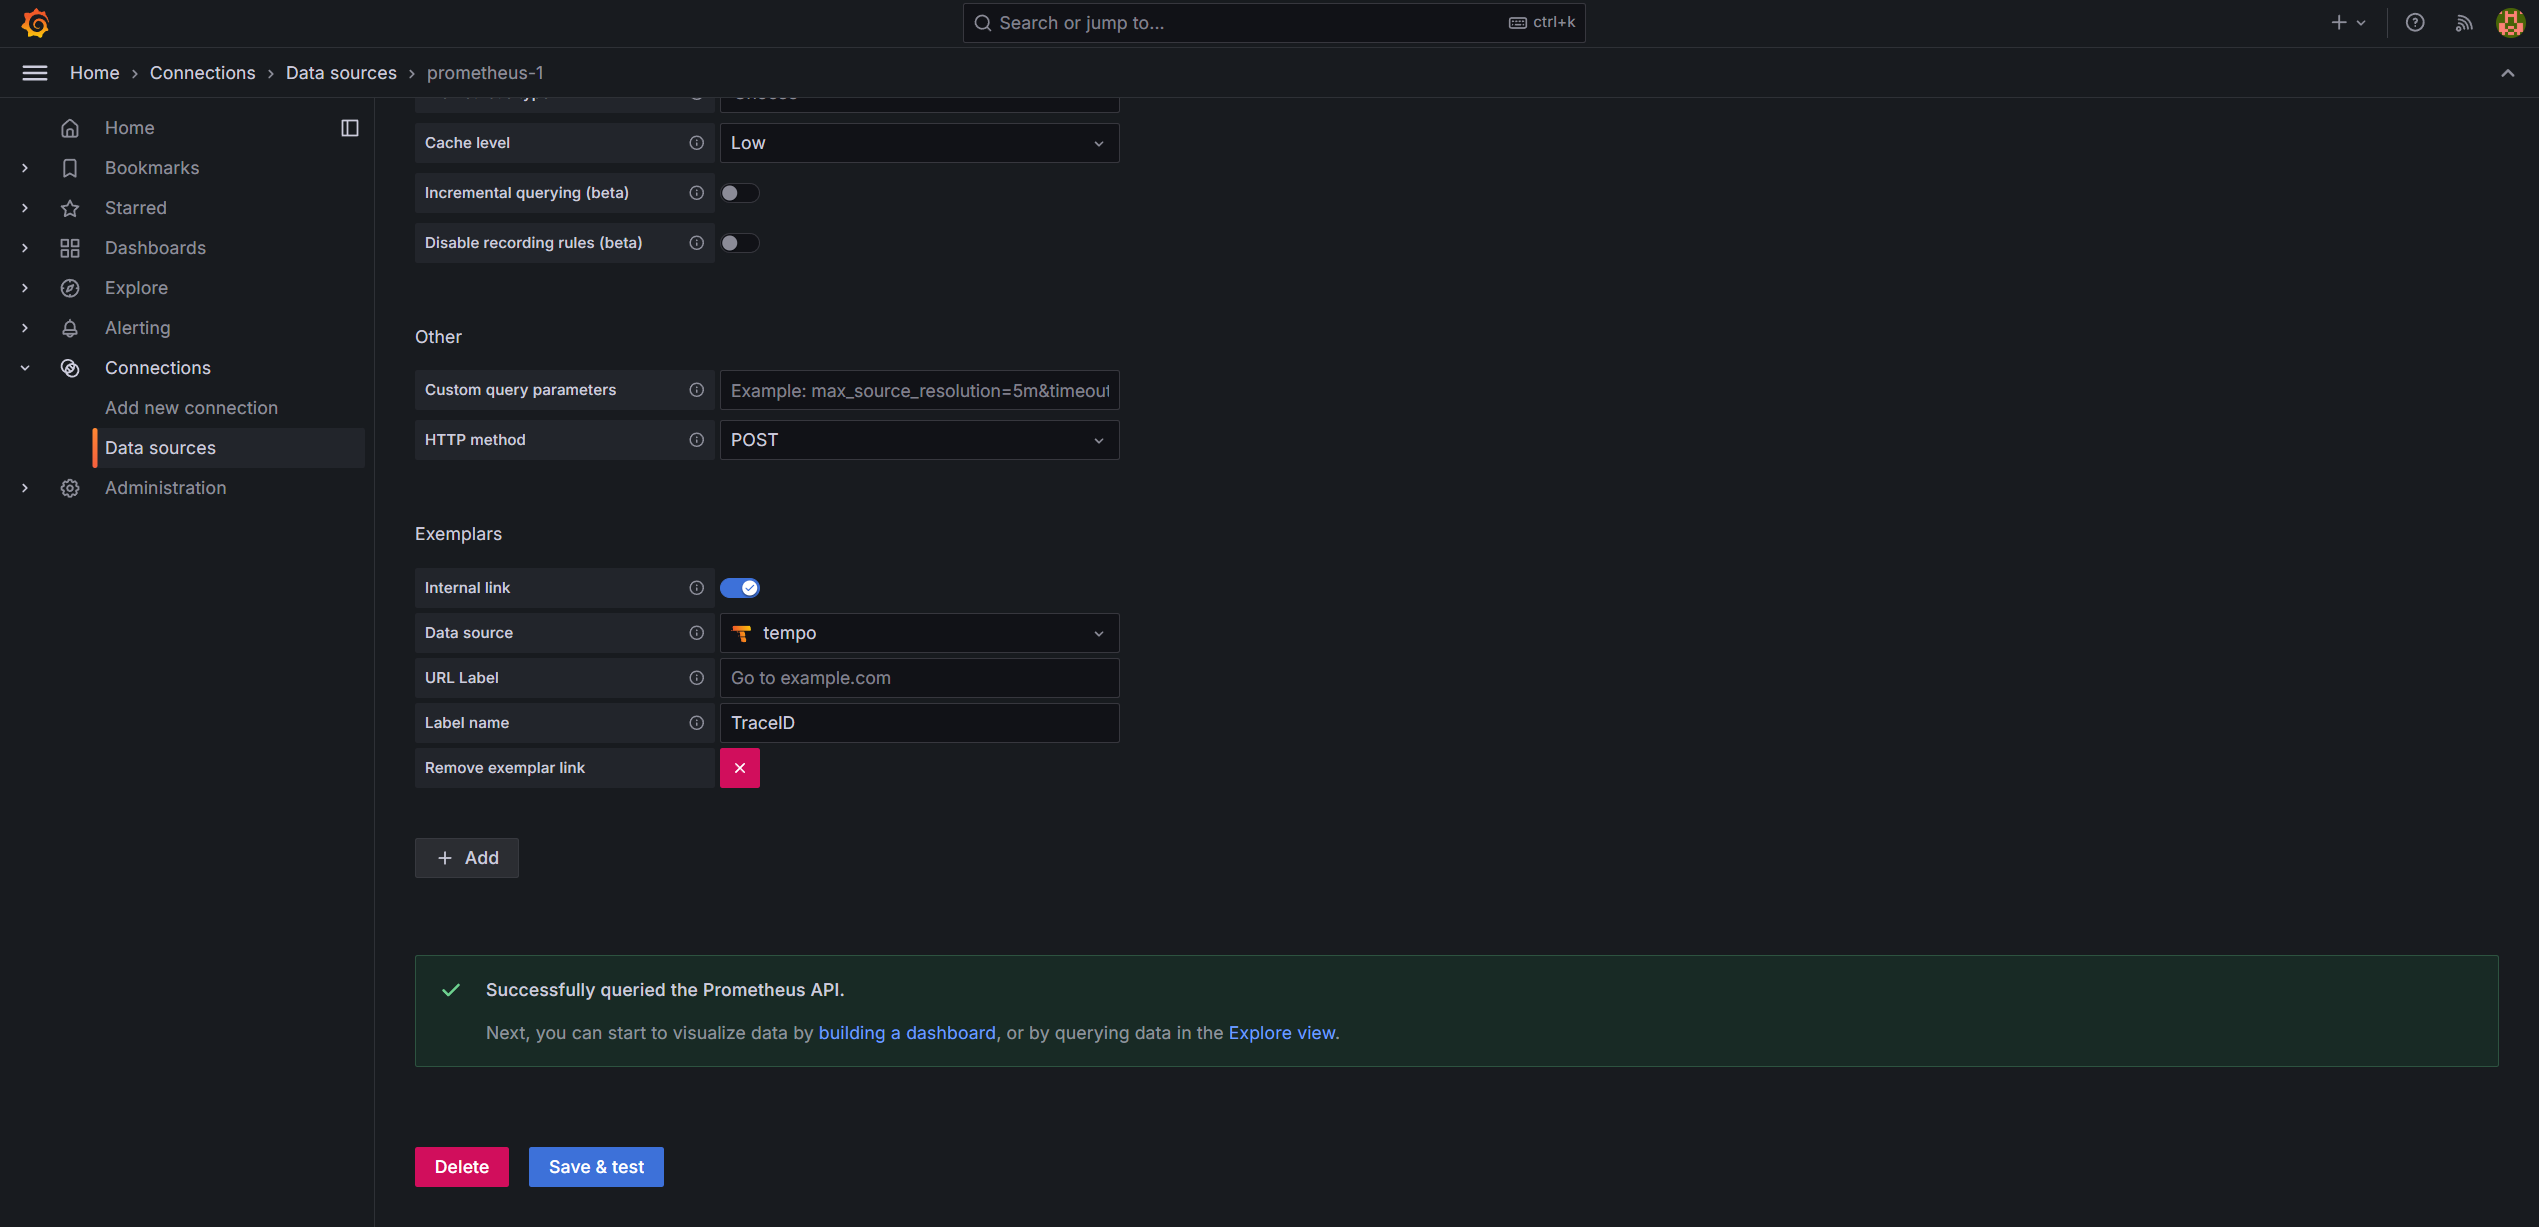 Search or jump to...
ctrl+k
Home › Connections › Data sources › prometheus-1
Home
Bookmarks
Starred
Dashboards
Explore
Alerting
Connections
Add new connection
Data sources
Administration
Cache level
Low
Incremental querying (beta)
Disable recording rules (beta)
Other
Custom query parameters
Example: max_source_resolution=5m&timeout
HTTP method
POST
Exemplars
Internal link
Data source
tempo
URL Label
Go to example.com
Label name
TraceID
Remove exemplar link
Add
Successfully queried the Prometheus API.
Next, you can start to visualize data by building a dashboard, or by querying data in the Explore view.
Delete
Save & test